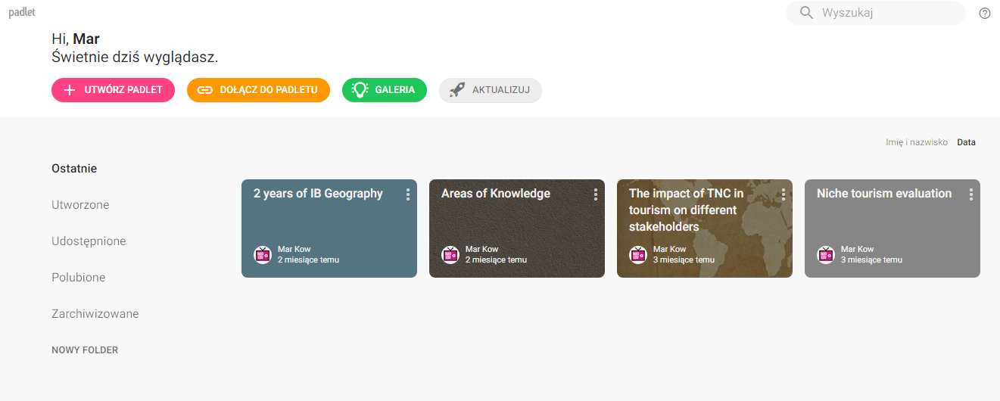 padlet
Wyszukaj
Hi, Mar
Świetnie dziś wyglądasz.
UTWÓRZ PADLET
DOŁĄCZ DO PADLETU
GALERIA
AKTUALIZUJ
Imię i nazwisko
Data
Ostatnie
Utworzone
Udostępnione
Polubione
Zarchiwizowane
NOWY FOLDER
2 years of IB Geography
Mar Kow
2 miesiące temu
Areas of Knowledge
Mar Kow
2 miesiące temu
The impact of TNC in
tourism on different
stakeholders
Mar Kow
3 miesiące temu
Niche tourism evaluation
Mar Kow
3 miesiące temu